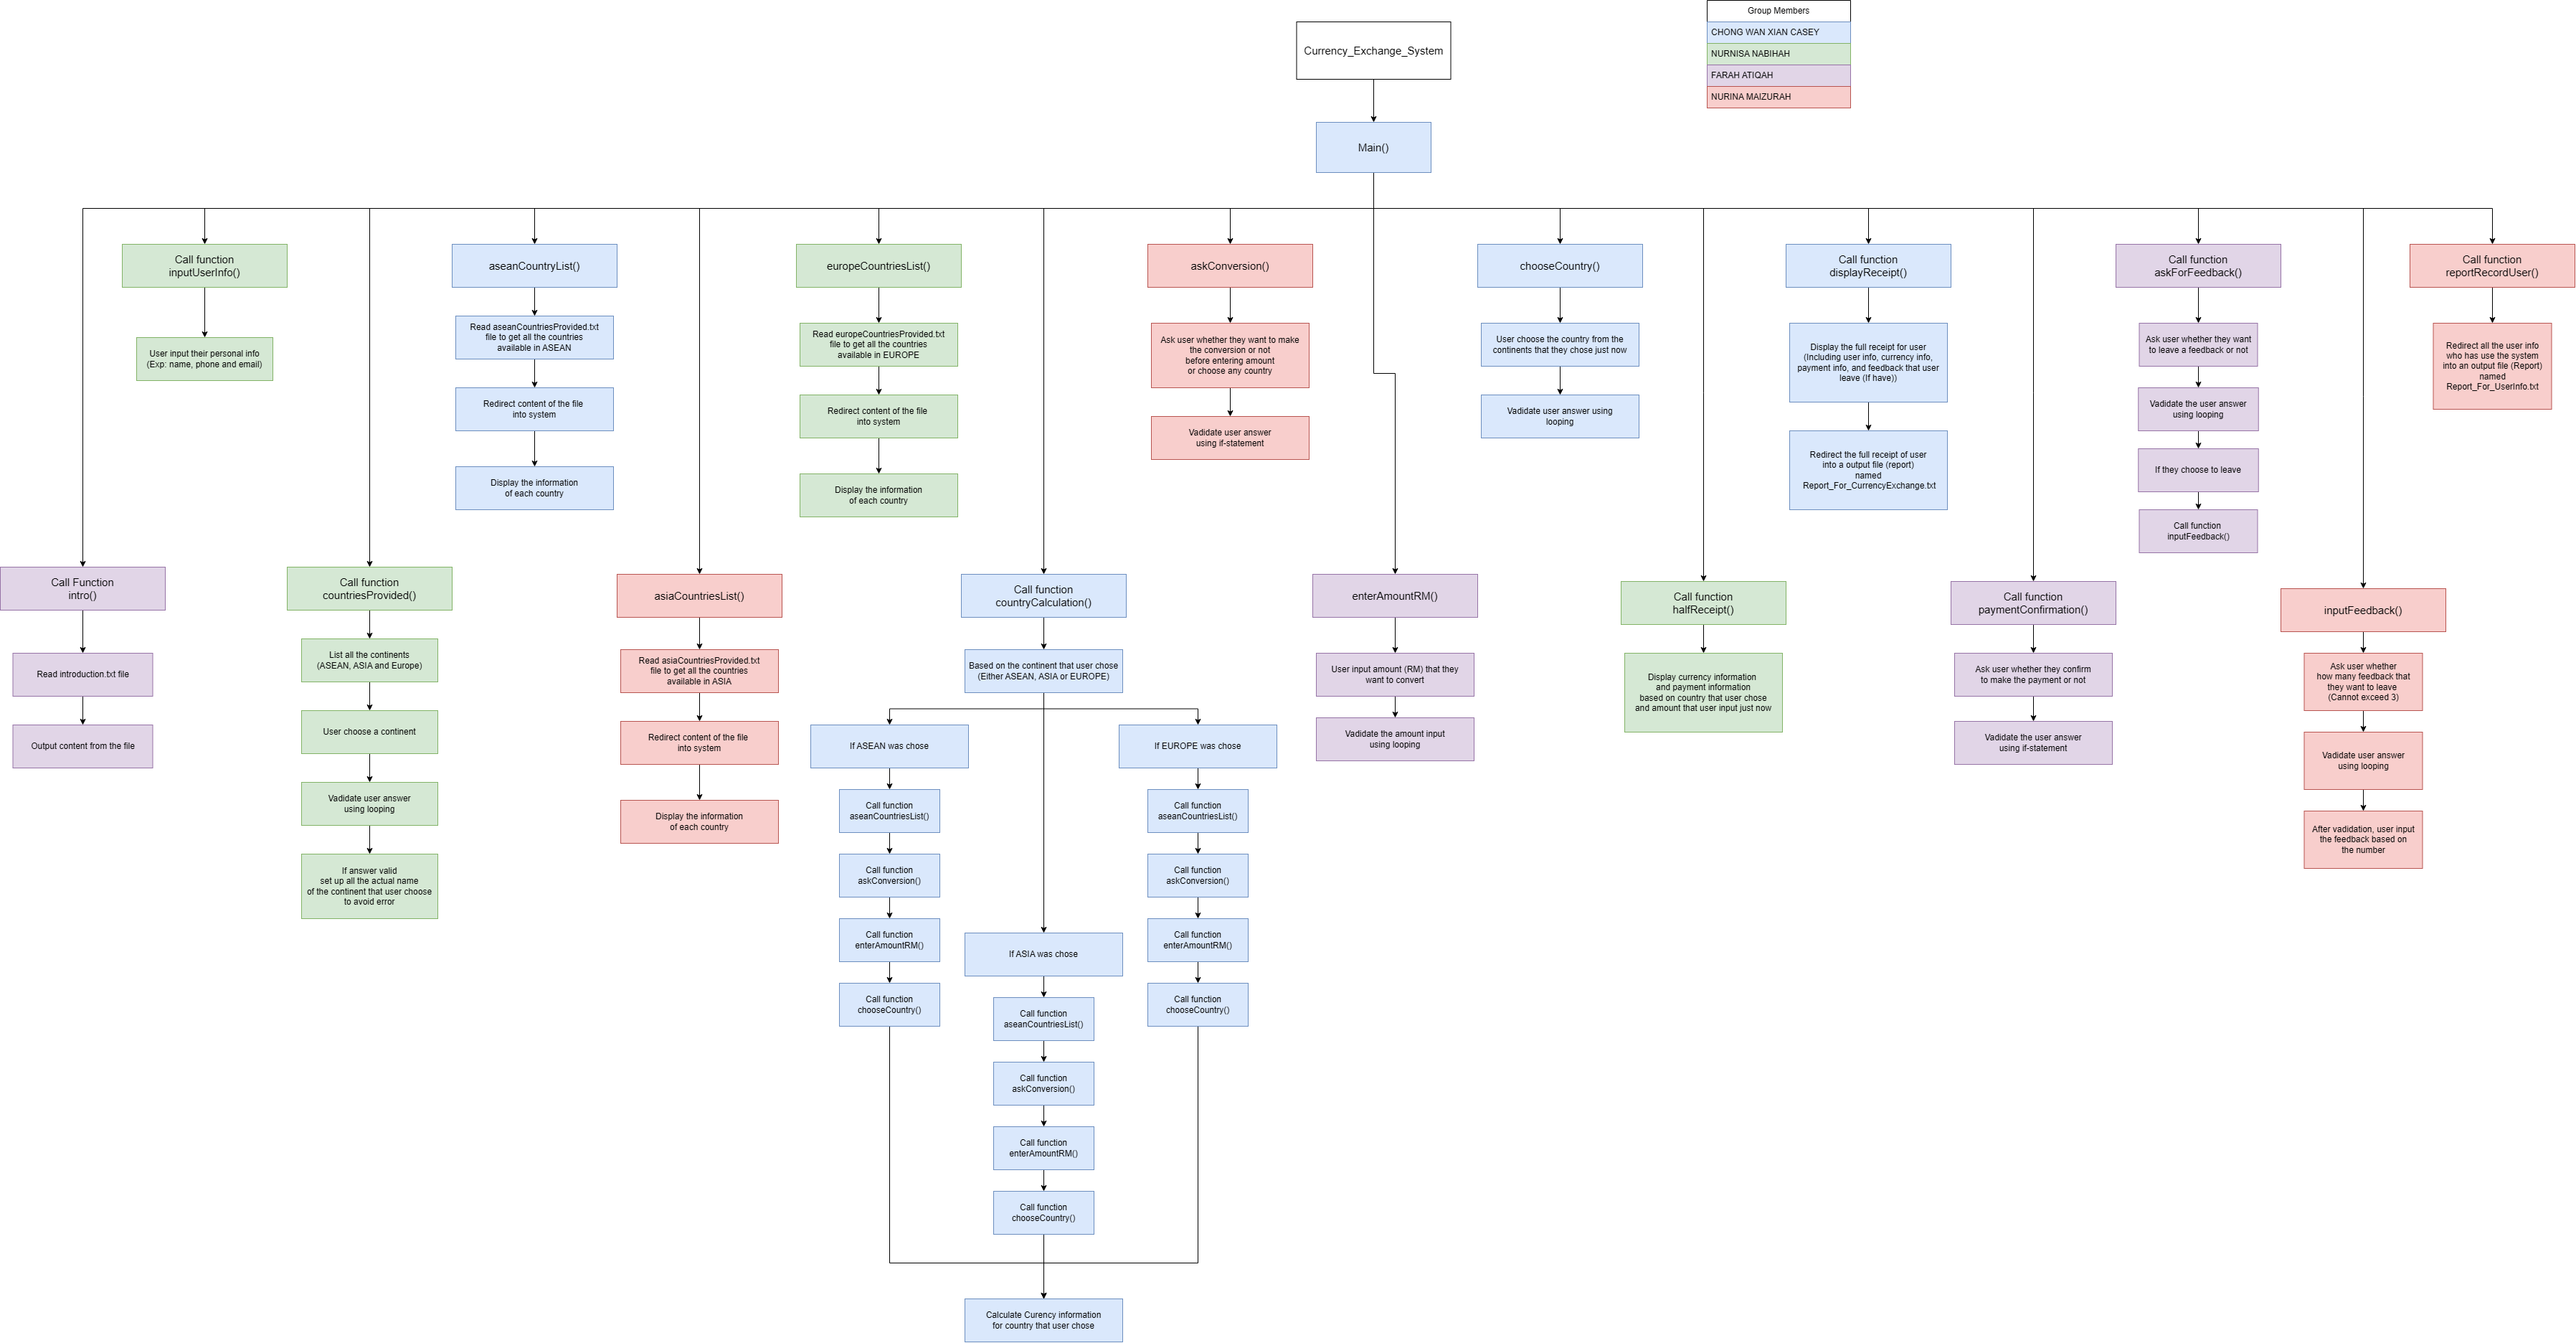 Group Members
CHONG WAN XIAN CASEY
NURNISA NABIHAH
FARAH ATIQAH
NURINA MAIZURAH
Currency_Exchange_System
Main()
Call function
inputUserInfo()
User input their personal info
(Exp: name, phone and email)
aseanCountryList()
Read aseanCountriesProvided.txt
file to get all the countries
available in ASEAN
Redirect content of the file
into system
Display the information
of each country
europeCountriesList()
Read europeCountriesProvided.txt
file to get all the countries
available in EUROPE
Redirect content of the file
into system
Display the information
of each country
askConversion()
Ask user whether they want to make
the conversion or not
before entering amount
or choose any country
Vadidate user answer
using if-statement
chooseCountry()
User choose the country from the
continents that they chose just now
Vadidate user answer using
looping
Call function
displayReceipt()
Display the full receipt for user
(Including user info, currency info,
payment info, and feedback that user
leave (If have))
Redirect the full receipt of user
into a output file (report)
named
Report_For_CurrencyExchange.txt
Call function
askForFeedback()
Ask user whether they want
to leave a feedback or not
Vadidate the user answer
using looping
If they choose to leave
Call function
inputFeedback()
Call function
reportRecordUser()
Redirect all the user info
who has use the system
into an output file (Report)
named
Report_For_UserInfo.txt
Call Function
intro()
Read introduction.txt file
Output content from the file
Call function
countriesProvided()
List all the continents
(ASEAN, ASIA and Europe)
User choose a continent
Vadidate user answer
using looping
If answer valid
set up all the actual name
of the continent that user choose
to avoid error
asiaCountriesList()
Read asiaCountriesProvided.txt
file to get all the countries
available in ASIA
Redirect content of the file
into system
Display the information
of each country
Call function
countryCalculation()
Based on the continent that user chose
(Either ASEAN, ASIA or EUROPE)
If ASEAN was chose
Call function
aseanCountriesList()
Call function
askConversion()
Call function
enterAmountRM()
Call function
chooseCountry()
If ASIA was chose
Call function
aseanCountriesList()
Call function
askConversion()
Call function
enterAmountRM()
Call function
chooseCountry()
If EUROPE was chose
Call function
aseanCountriesList()
Call function
askConversion()
Call function
enterAmountRM()
Call function
chooseCountry()
Calculate Curency information
for country that user chose
enterAmountRM()
User input amount (RM) that they
want to convert
Vadidate the amount input
using looping
Call function
halfReceipt()
Display currency information
and payment information
based on country that user chose
and amount that user input just now
Call function
paymentConfirmation()
Ask user whether they confirm
to make the payment or not
Vadidate the user answer
using if-statement
inputFeedback()
Ask user whether
how many feedback that
they want to leave
(Cannot exceed 3)
Vadidate user answer
using looping
After vadidation, user input
the feedback based on
the number